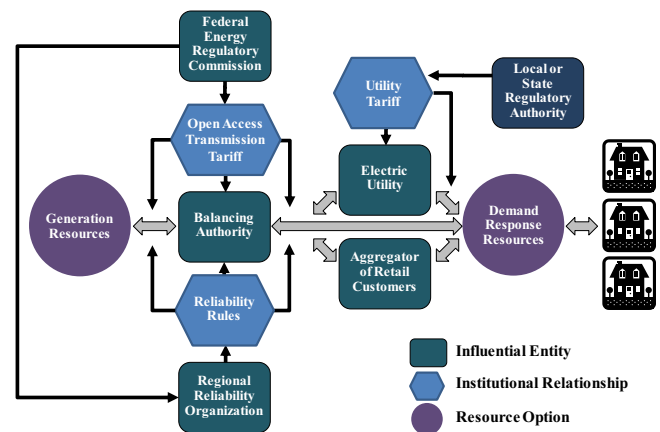 Federal
Energy
Regulatory
Commission
Utility
Tariff
Local or
State
Regulatory
Authority
Open Access
Transmission
Tariff
Generation
Resources
Balancing
Authority
Electric
Utility
Demand
Response
Resources
Aggregator
of Retail
Customers
Reliability
Rules
Regional
Reliability
Organization
Influential Entity
Institutional Relationship
Resource Option